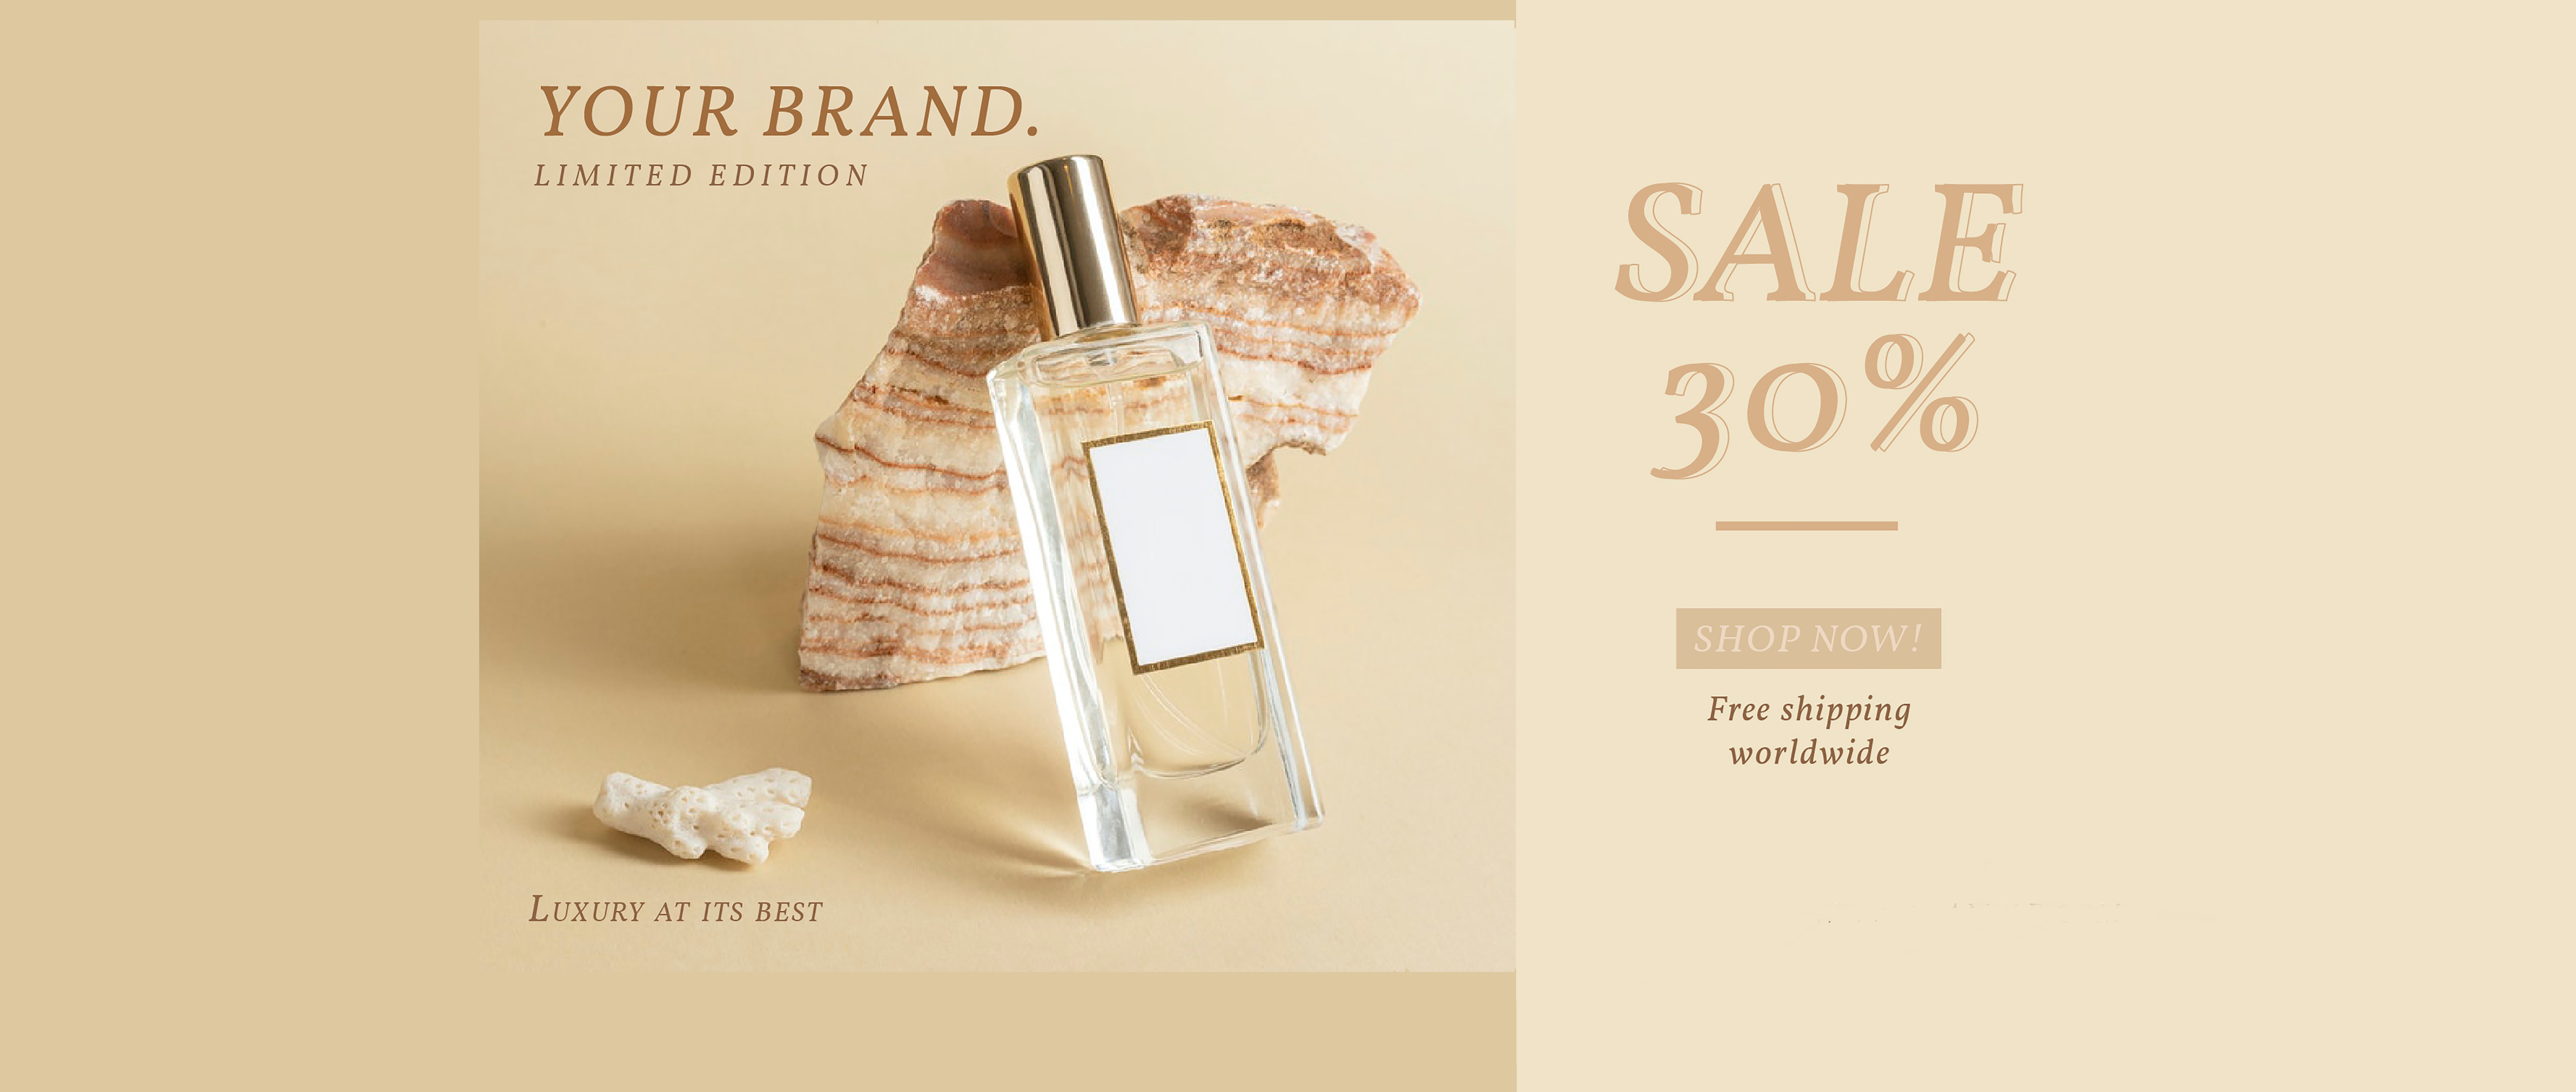 YOUR BRAND.
LIMITED EDITION
LUXURY AT ITS BEST
SALE
30%
SHOP NOW!
Free shipping
worldwide